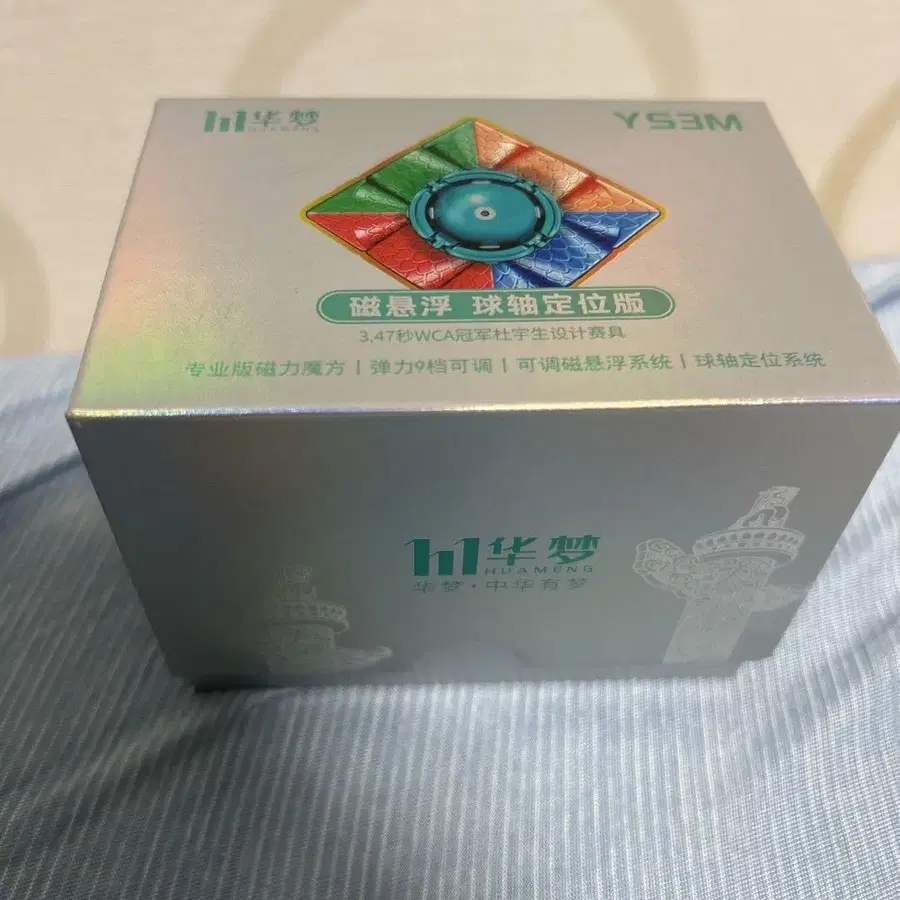 华梦
HUAMENG
YS3M
磁悬浮 球轴定位版
3.47秒WCA冠军杜宇生设计赛具
专业版磁力魔方 | 弹力9档可调 | 可调磁悬浮系统 | 球轴定位系统
华梦
HUAMENG
华梦·中华有梦